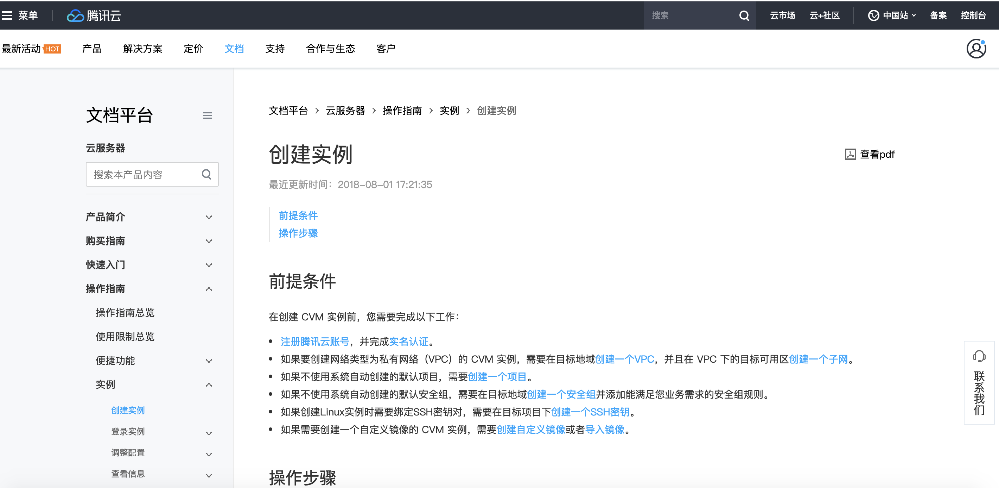 菜单 腾讯云 搜索 云市场 云+社区 中国站 备案 控制台
最新活动 HOT 产品 解决方案 定价 文档 支持 合作与生态 客户
文档平台
云服务器
搜索本产品内容
产品简介
购买指南
快速入门
操作指南
操作指南总览
使用限制总览
便捷功能
实例
创建实例
登录实例
调整配置
查看信息
文档平台 > 云服务器 > 操作指南 > 实例 > 创建实例
创建实例
查看pdf
最近更新时间：2018-08-01 17:21:35
前提条件
操作步骤
前提条件
在创建 CVM 实例前，您需要完成以下工作：
• 注册腾讯云账号，并完成实名认证。
• 如果要创建网络类型为私有网络（VPC）的 CVM 实例，需要在目标地域创建一个VPC，并且在 VPC 下的目标可用区创建一个子网。
• 如果不使用系统自动创建的默认项目，需要创建一个项目。
• 如果不使用系统自动创建的默认安全组，需要在目标地域创建一个安全组并添加能满足您业务需求的安全组规则。
• 如果创建Linux实例时需要绑定SSH密钥对，需要在目标项目下创建一个SSH密钥。
• 如果需要创建一个自定义镜像的 CVM 实例，需要创建自定义镜像或者导入镜像。
操作步骤
联系我们